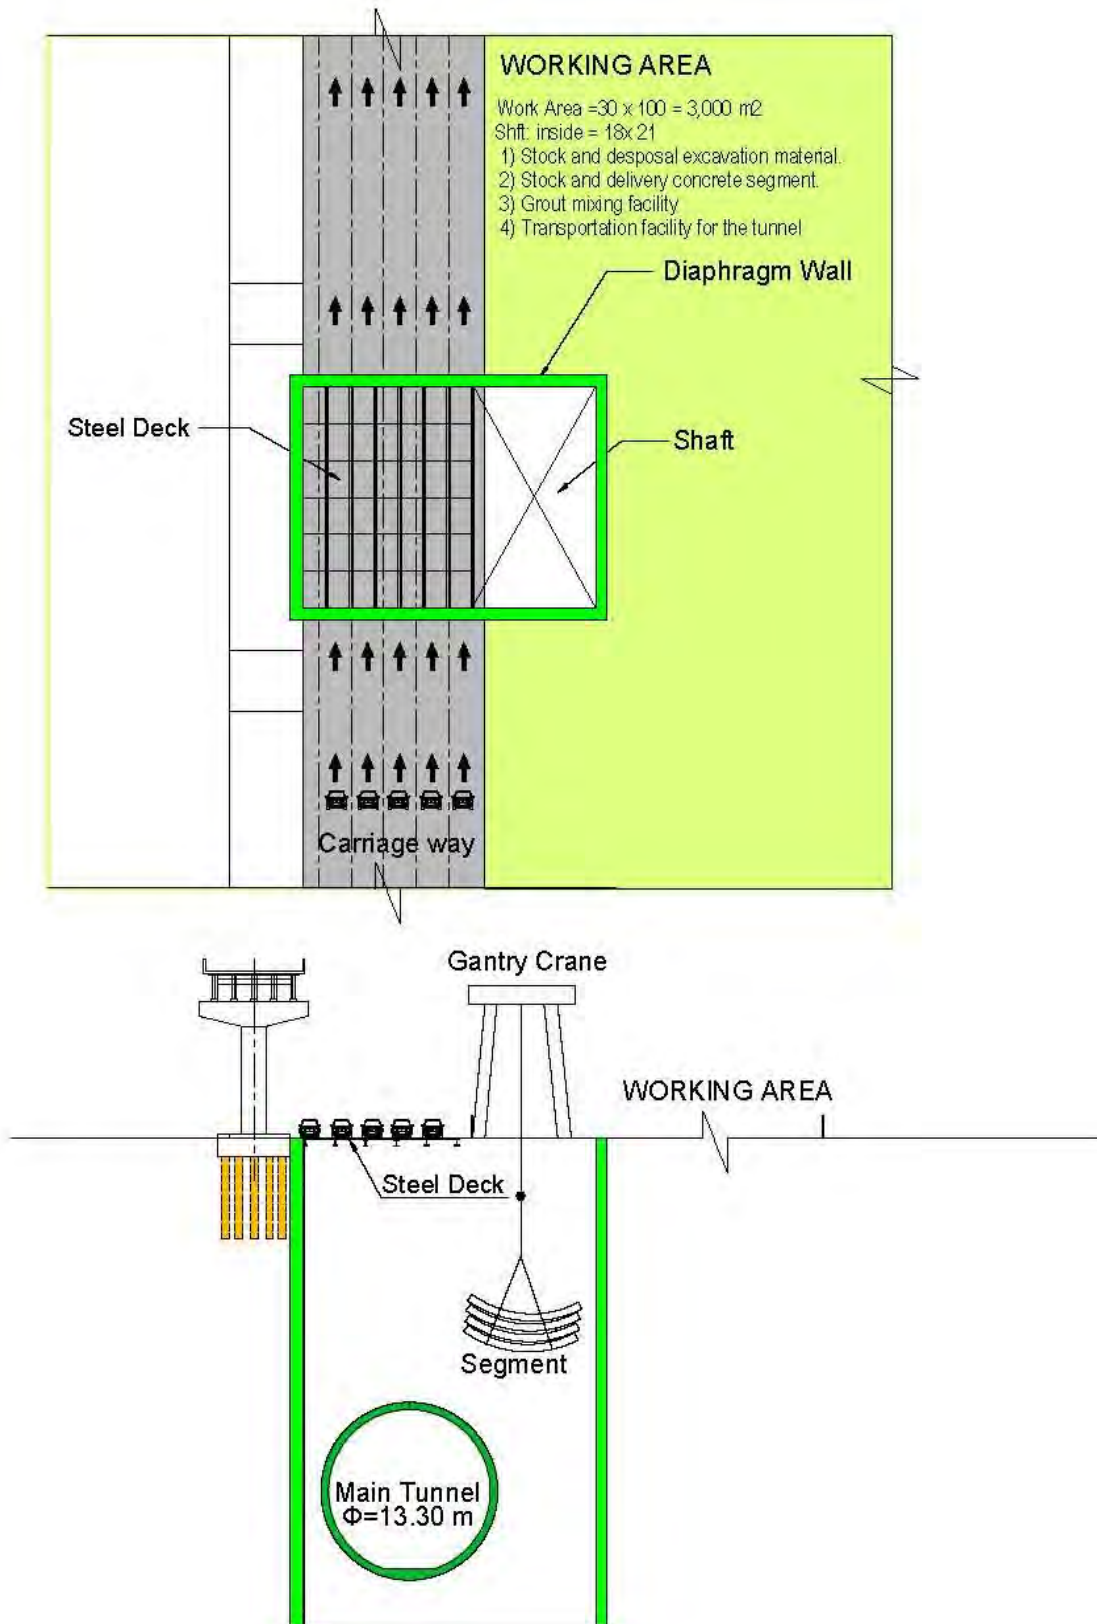 WORKING AREA
Work Area =30 x 100 = 3,000 m2
Shft: inside = 18x 21
1) Stock and desposal excavation material.
2) Stock and delivery concrete segment.
3) Grout mixing facility
4) Transportation facility for the tunnel
Diaphragm Wall
Steel Deck
Shaft
Carriage way
Gantry Crane
WORKING AREA
Steel Deck
Segment
Main Tunnel
Φ=13.30 m